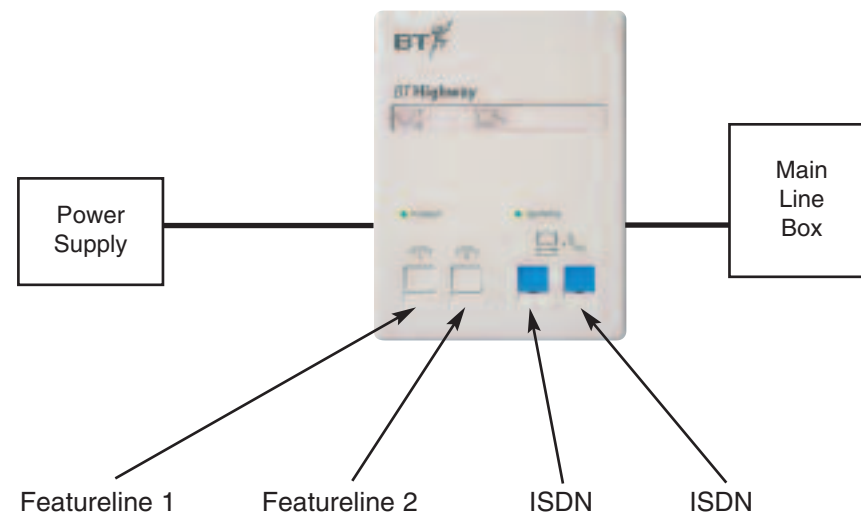 BT
BT Highway
Power
Supply
Main
Line
Box
Featureline 1
Featureline 2
ISDN
ISDN